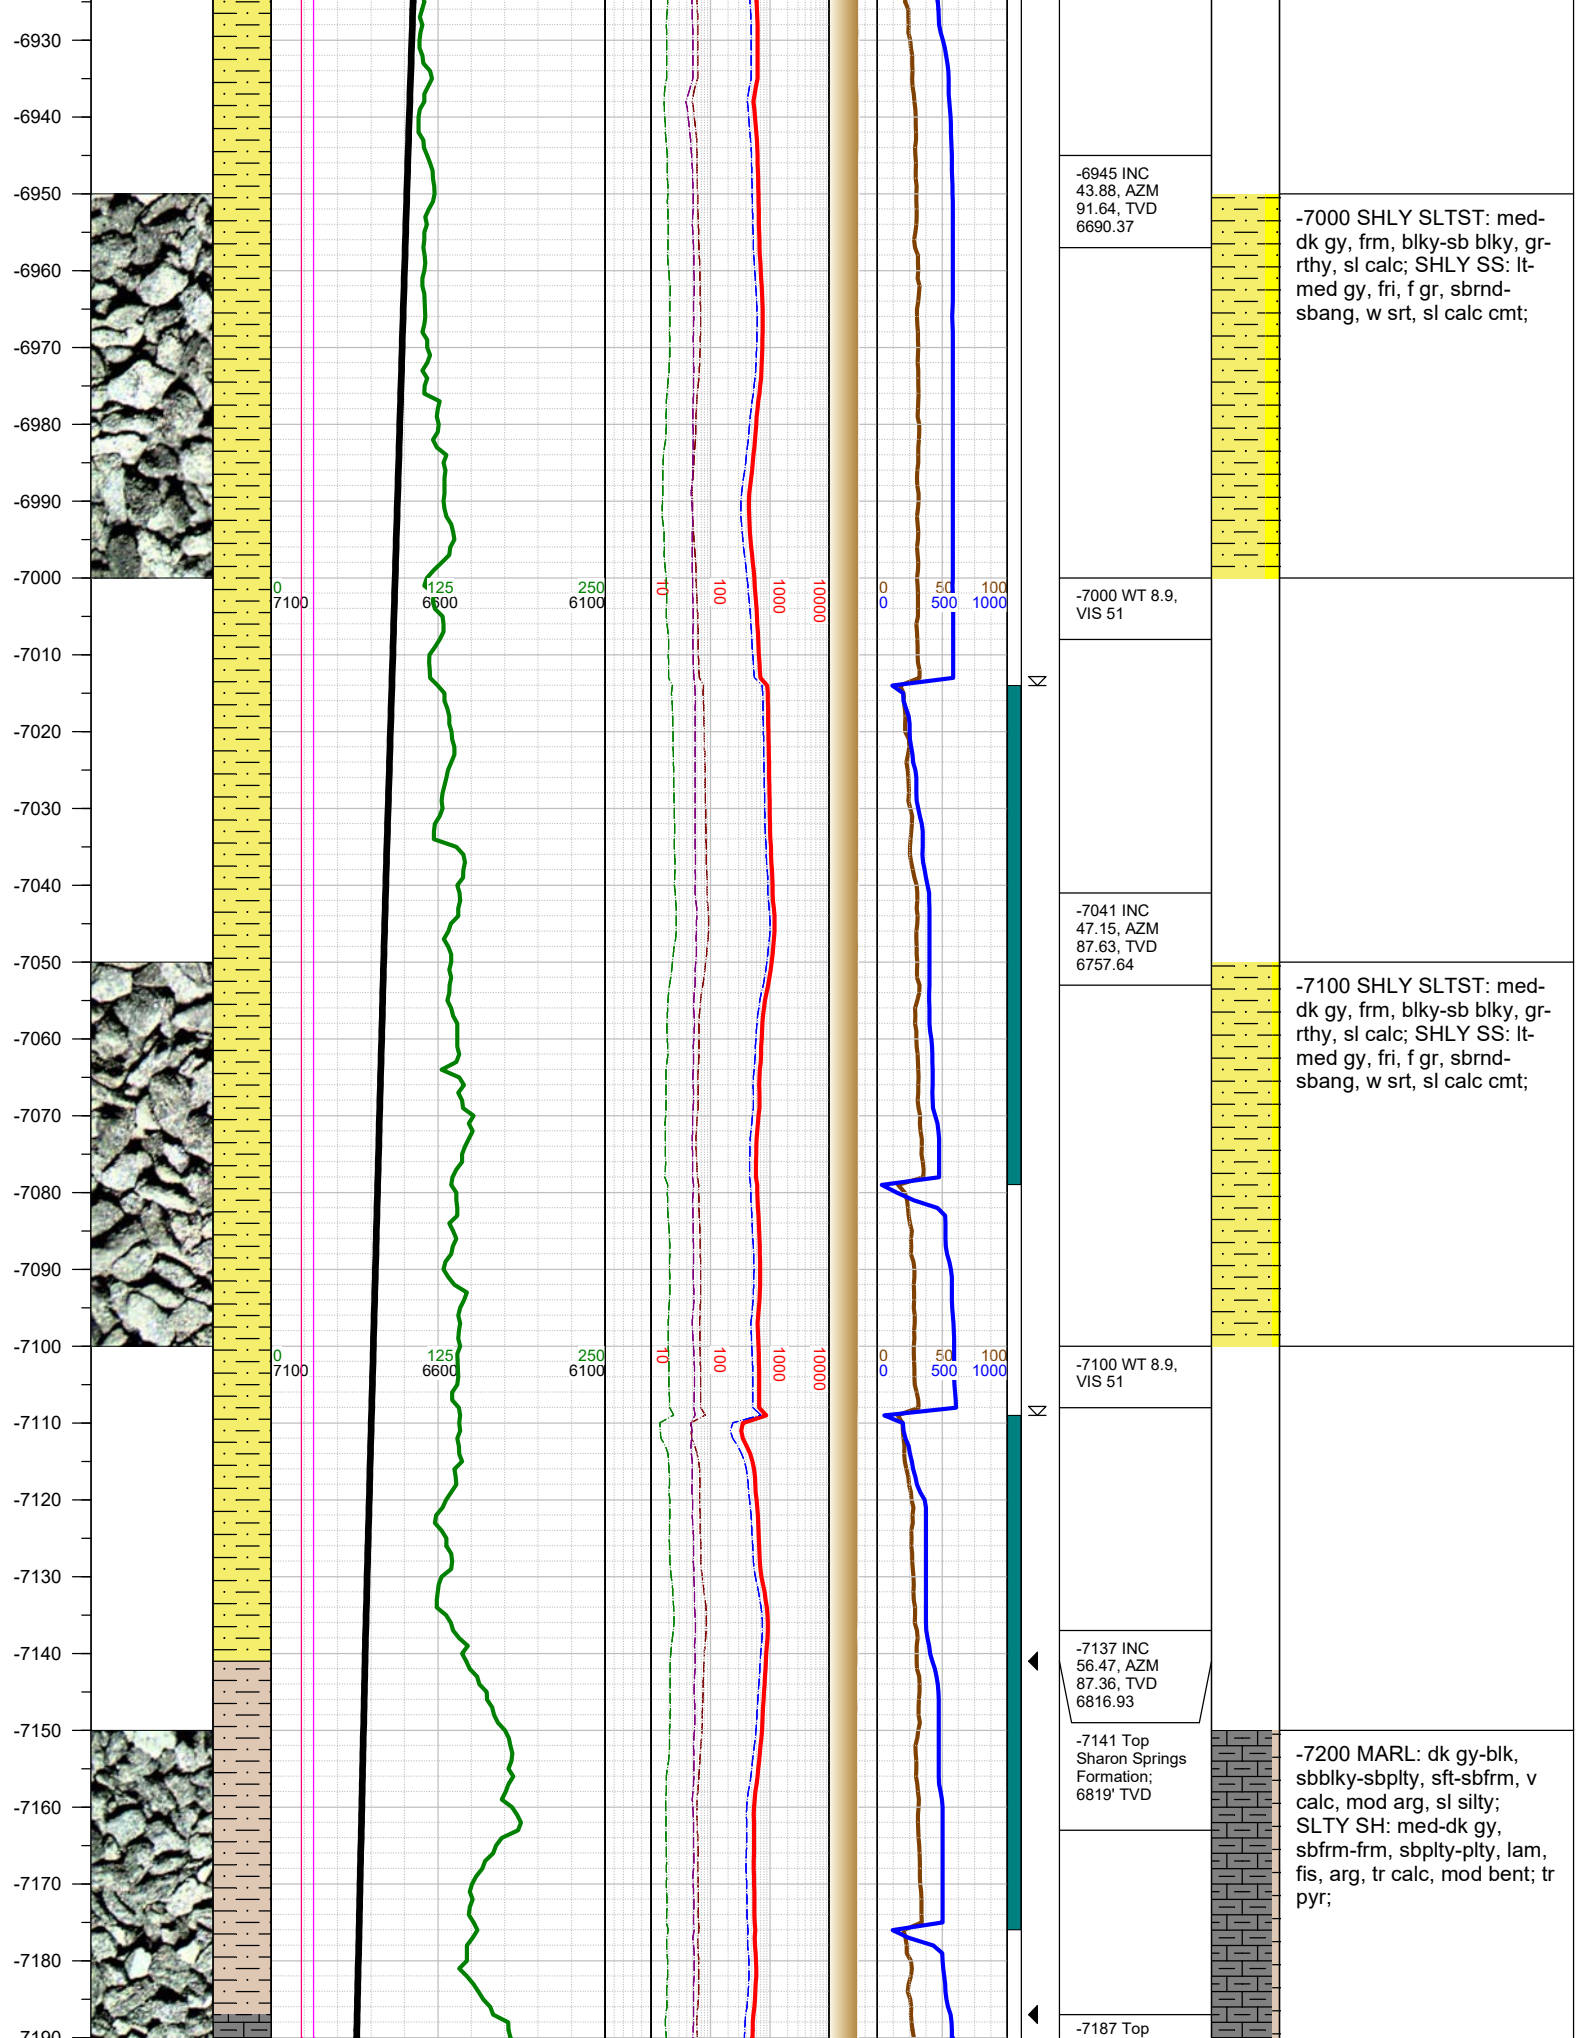 -6930
-6940
-6945 INC
43.88, AZM
91.64, TVD
6690.37
-6950
-7000 SHLY SLTST: med-
dk gy, frm, blky-sb blky, gr-
rthy, sl calc; SHLY SS: lt-
med gy, fri, f gr, sbrnd-
sbang, w srt, sl calc cmt;
-6960
-6970
-6980
-6990
-7000
0 125 250 10 100 1000 10000 0 50 100
7100 6600 6100 0 500 1000
-7000 WT 8.9,
VIS 51
-7010
-7020
-7030
-7040
-7041 INC
47.15, AZM
87.63, TVD
6757.64
-7050
-7100 SHLY SLTST: med-
dk gy, frm, blky-sb blky, gr-
rthy, sl calc; SHLY SS: lt-
med gy, fri, f gr, sbrnd-
sbang, w srt, sl calc cmt;
-7060
-7070
-7080
-7090
-7100
0 125 250 10 100 1000 10000 0 50 100
7100 6600 6100 0 500 1000
-7100 WT 8.9,
VIS 51
-7110
-7120
-7130
-7140
-7137 INC
56.47, AZM
87.36, TVD
6816.93
-7150
-7141 Top
Sharon Springs
Formation;
6819' TVD
-7200 MARL: dk gy-blk,
sbblky-sbplty, sft-sbfrm, v
calc, mod arg, sl silty;
SLTY SH: med-dk gy,
sbfrm-frm, sbplty-plty, lam,
fis, arg, tr calc, mod bent; tr
pyr;
-7160
-7170
-7180
-7187 Top
-7190